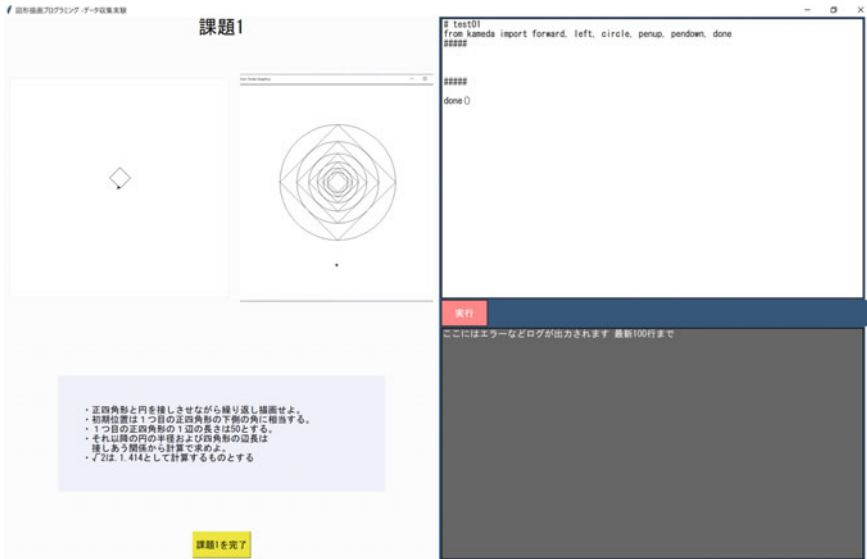 図形描画プログラミング-データ収集実験
課題1
# test01
from kameda import forward, left, circle, penup, pendown, done
#####
#####
done()
実行
ここにはエラーなどログが出力されます 最新100行まで
・正四角形と円を接しさせながら繰り返し描画せよ。
・初期位置は１つ目の正四角形の下側の角に相当する。
・１つ目の正四角形の１辺の長さは50とする。
・それ以降の円の半径および四角形の辺長は
接しあう関係から計算で求めよ。
・√2は.1.414として計算するものとする
課題1を完了